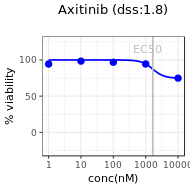 Axitinib (dss:1.8)
EC50
100
50
0
% viability
1 10 100 1000 10000
conc(nM)